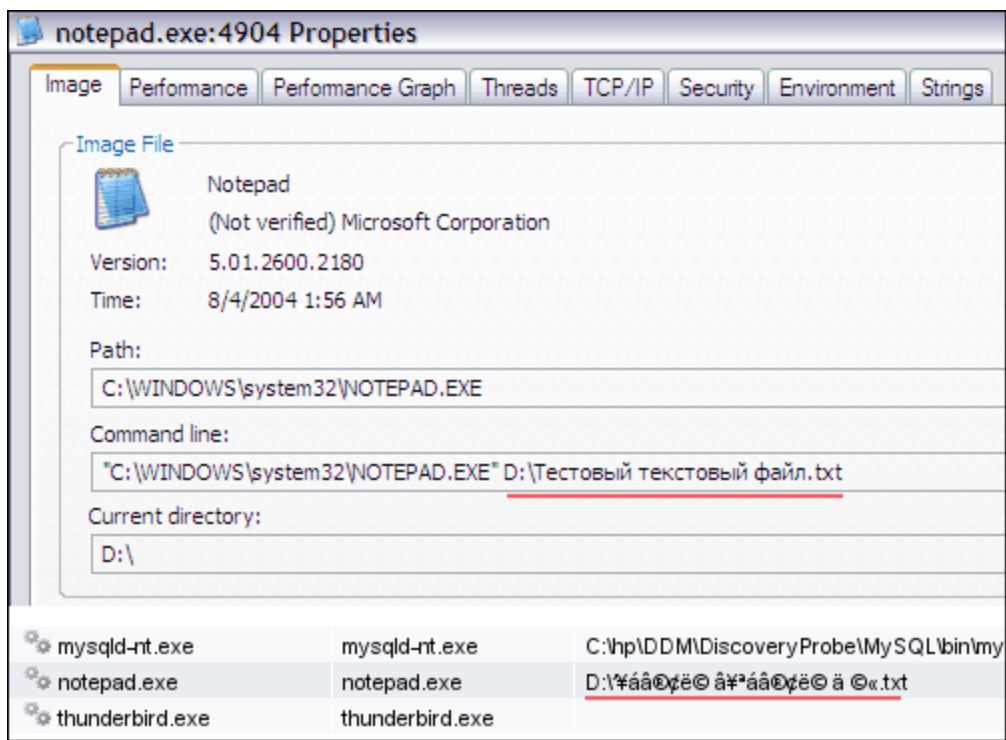 notepad.exe:4904 Properties
Image Performance Performance Graph Threads TCP/IP Security Environment Strings
Image File
Notepad
(Not verified) Microsoft Corporation
Version: 5.01.2600.2180
Time: 8/4/2004 1:56 AM
Path:
C:\WINDOWS\system32\NOTEPAD.EXE
Command line:
"C:\WINDOWS\system32\NOTEPAD.EXE" D:\Тестовый текстовый файл.txt
Current directory:
D:\
mysqld-nt.exe mysqld-nt.exe C:\hp\DDM\DiscoveryProbe\MySQL\bin\my
notepad.exe notepad.exe D:\'¥áâ®¢ë© â¥ªáâ®¢ë© ä ©«.txt
thunderbird.exe thunderbird.exe